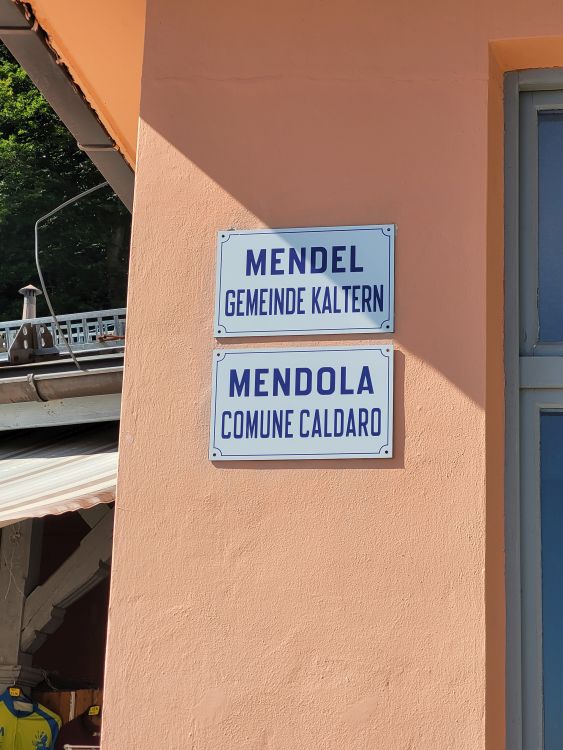 MENDEL
GEMEINDE KALTERN
MENDOLA
COMUNE CALDARO